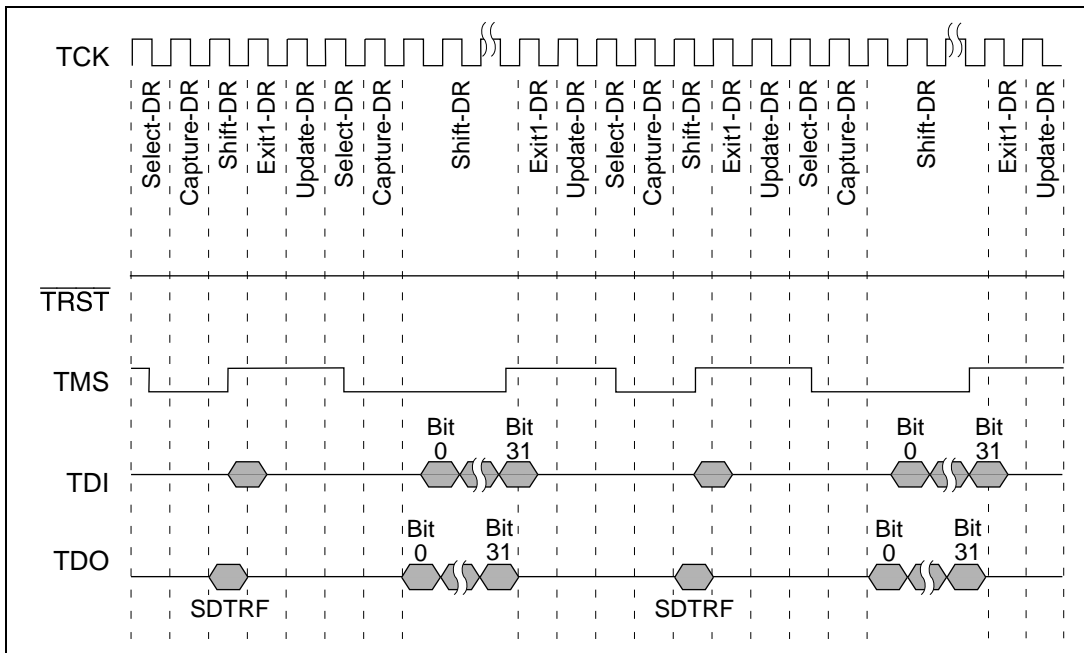 TCK
Select-DR
Capture-DR
Shift-DR
Exit1-DR
Update-DR
Select-DR
Capture-DR
Shift-DR
Exit1-DR
Update-DR
Select-DR
Capture-DR
Shift-DR
Exit1-DR
Update-DR
Select-DR
Capture-DR
Shift-DR
Exit1-DR
Update-DR
TRST
TMS
TDI
Bit
0
Bit
31
Bit
0
Bit
31
TDO
SDTRF
Bit
0
Bit
31
SDTRF
Bit
0
Bit
31